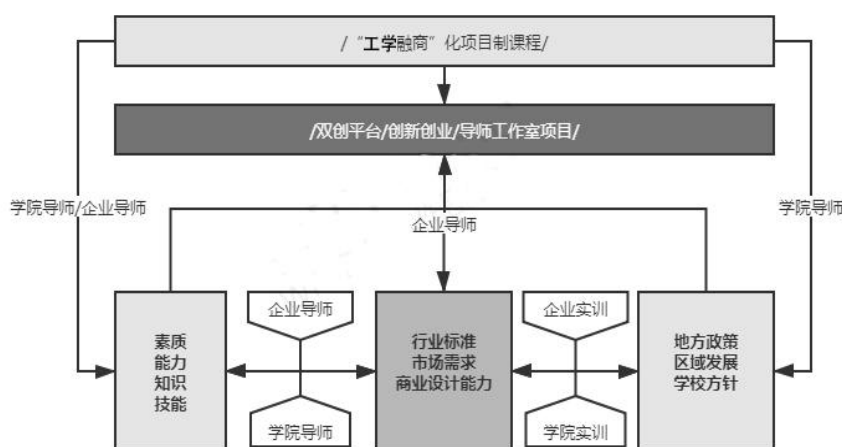 /“工学融商”化项目制课程/
/双创平台/创新创业/导师工作室项目/
学院导师/企业导师
企业导师
学院导师
素质
能力
知识
技能
企业导师
学院导师
行业标准
市场需求
商业设计能力
企业实训
学院实训
地方政策
区域发展
学校方针